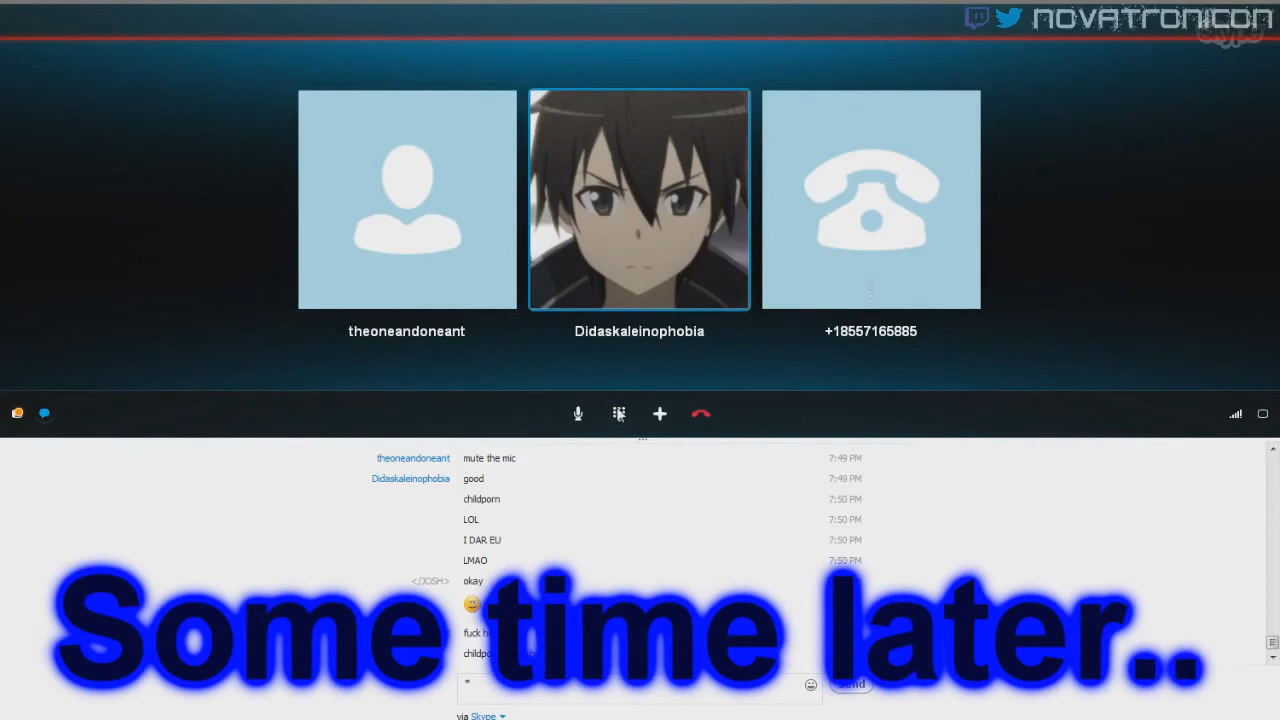 NOVATRONICON
theoneandoneant
Didaskaleinophobia
+18557165885
theoneandoneant mute the mic 7:49 PM
Didaskaleinophobia good 7:49 PM
childporn 7:50 PM
LOL 7:50 PM
I DAR EU 7:50 PM
LMAO 7:50 PM
</JOSH> okay
fuck
Some time later..
*
Send
via Skype